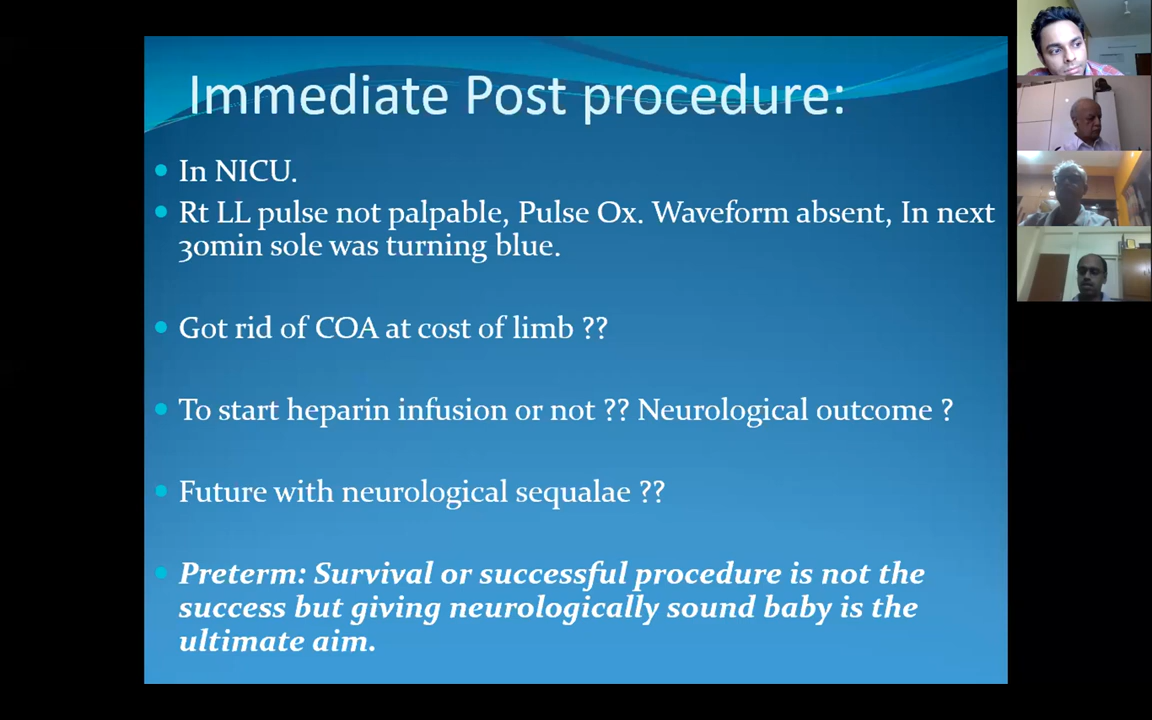 Immediate Post procedure:
In NICU.
Rt LL pulse not palpable, Pulse Ox. Waveform absent, In next
30min sole was turning blue.
Got rid of COA at cost of limb ??
To start heparin infusion or not ?? Neurological outcome ?
Future with neurological sequalae ??
Preterm: Survival or successful procedure is not the
success but giving neurologically sound baby is the
ultimate aim.